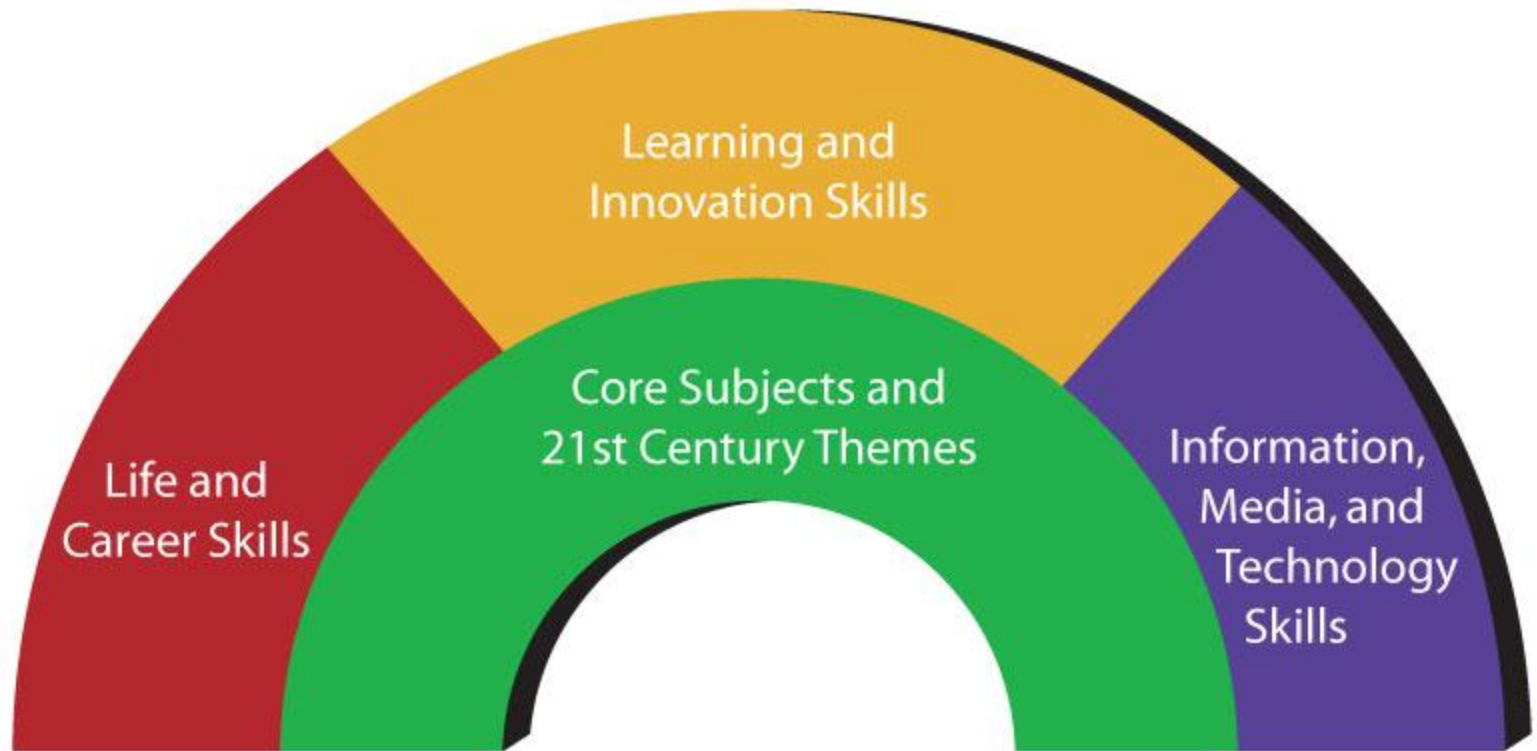 Learning and
Innovation Skills
Core Subjects and
21st Century Themes
Life and
Career Skills
Information,
Media, and
Technology
Skills